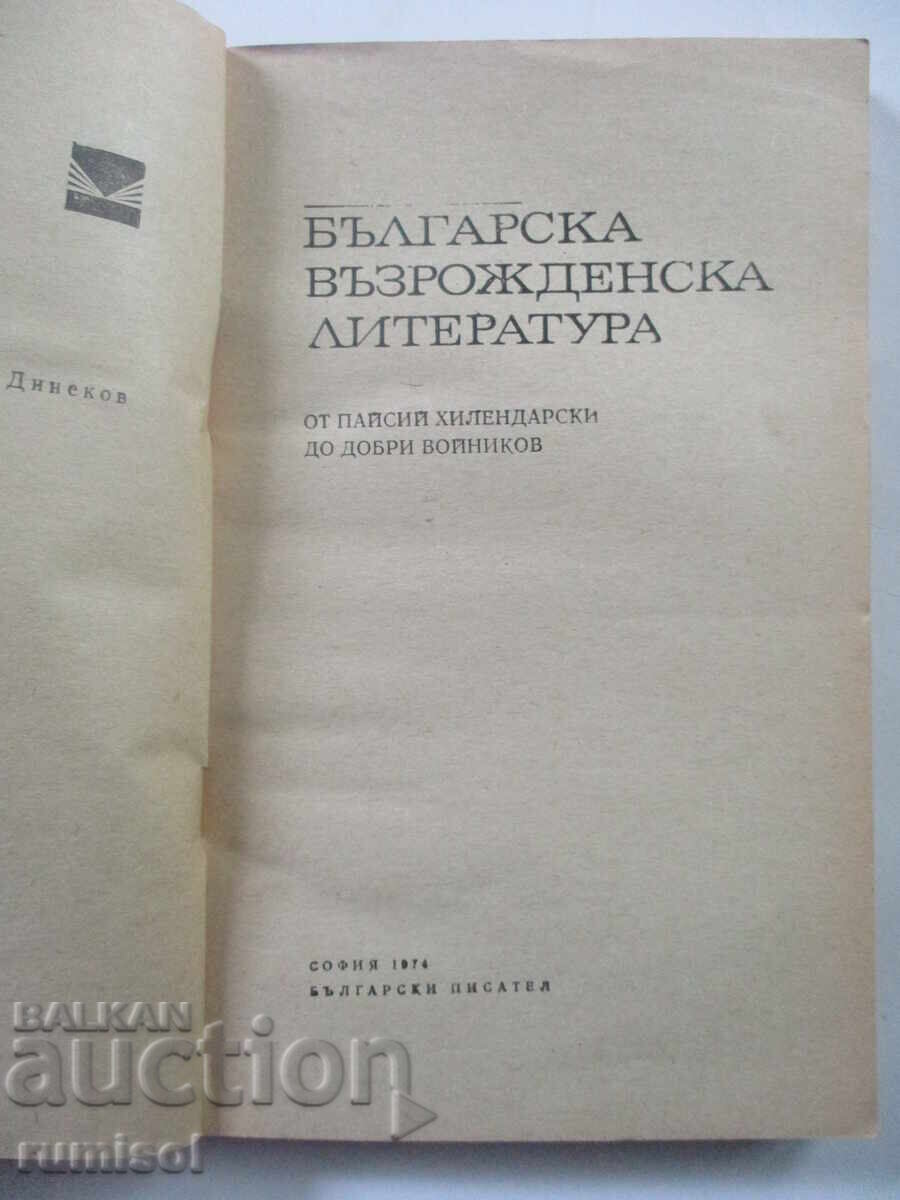 Динеков
БЪЛГАРСКА
ВЪЗРОЖДЕНСКА
ЛИТЕРАТУРА
ОТ ПАИСИЙ ХИЛЕНДАРСКИ
ДО ДОБРИ ВОЙНИКОВ
СОФИЯ 1974
БЪЛГАРСКИ ПИСАТЕЛ
BALKAN
auction
rumisol